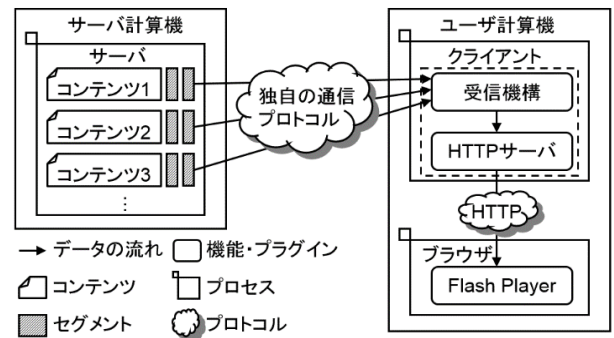 サーバ計算機
サーバ
コンテンツ1
コンテンツ2
コンテンツ3
⋮
独自の通信
プロトコル
ユーザ計算機
クライアント
受信機構
HTTPサーバ
HTTP
ブラウザ
Flash Player
データの流れ
機能・プラグイン
コンテンツ
プロセス
セグメント
プロトコル